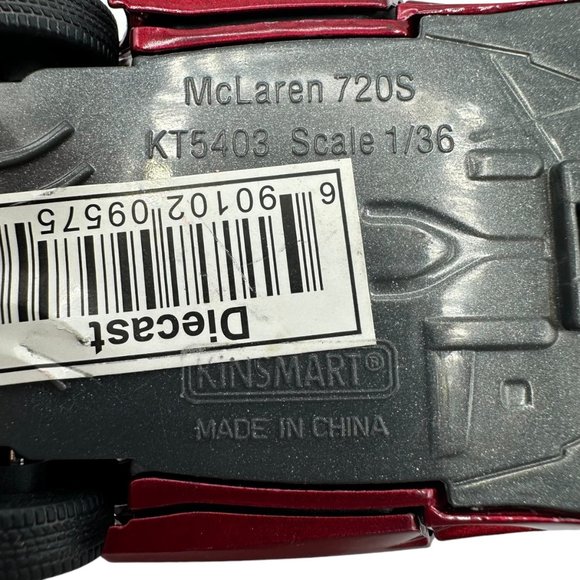 McLaren 720S
KT5403 Scale 1/36
6 90102 09575
Diecast
KINSMART®
MADE IN CHINA